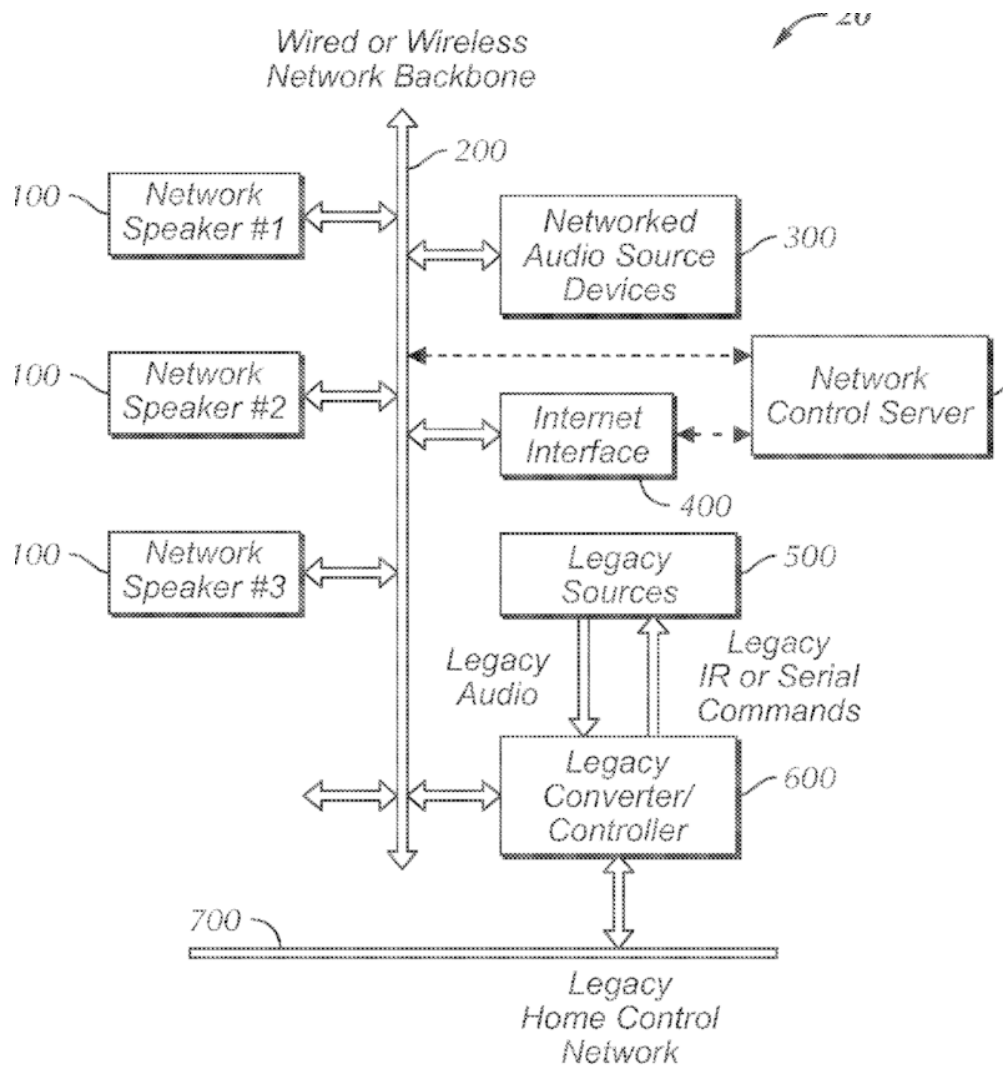 20
Wired or Wireless
Network Backbone
200
100
Network
Speaker #1
Networked
Audio Source
Devices
300
100
Network
Speaker #2
Network
Control Server
Internet
Interface
400
100
Network
Speaker #3
Legacy
Sources
500
Legacy
Audio
Legacy
IR or Serial
Commands
Legacy
Converter/
Controller
600
700
Legacy
Home Control
Network